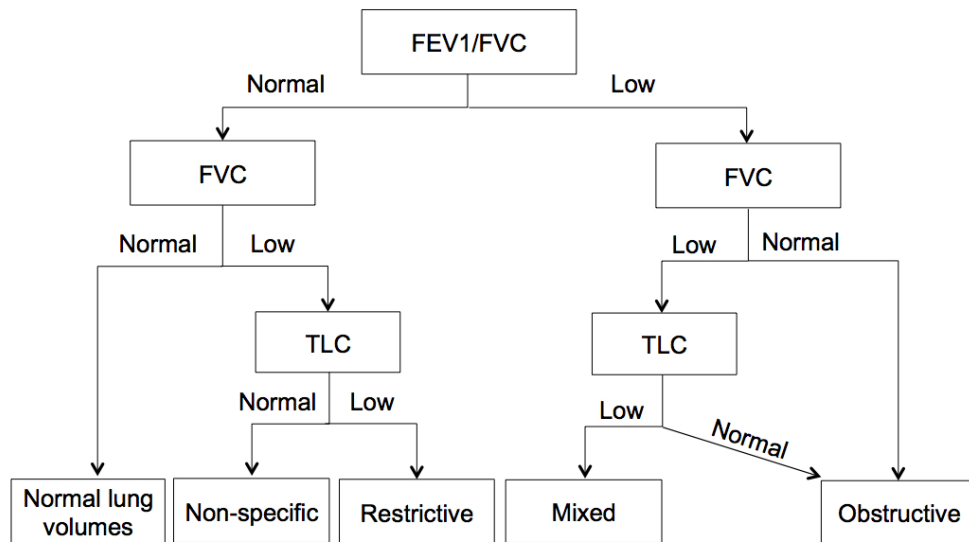 FEV1/FVC
Normal
Low
FVC
FVC
Normal
Low
Low
Normal
TLC
TLC
Normal
Low
Low
Normal
Normal lung
volumes
Non-specific
Restrictive
Mixed
Obstructive